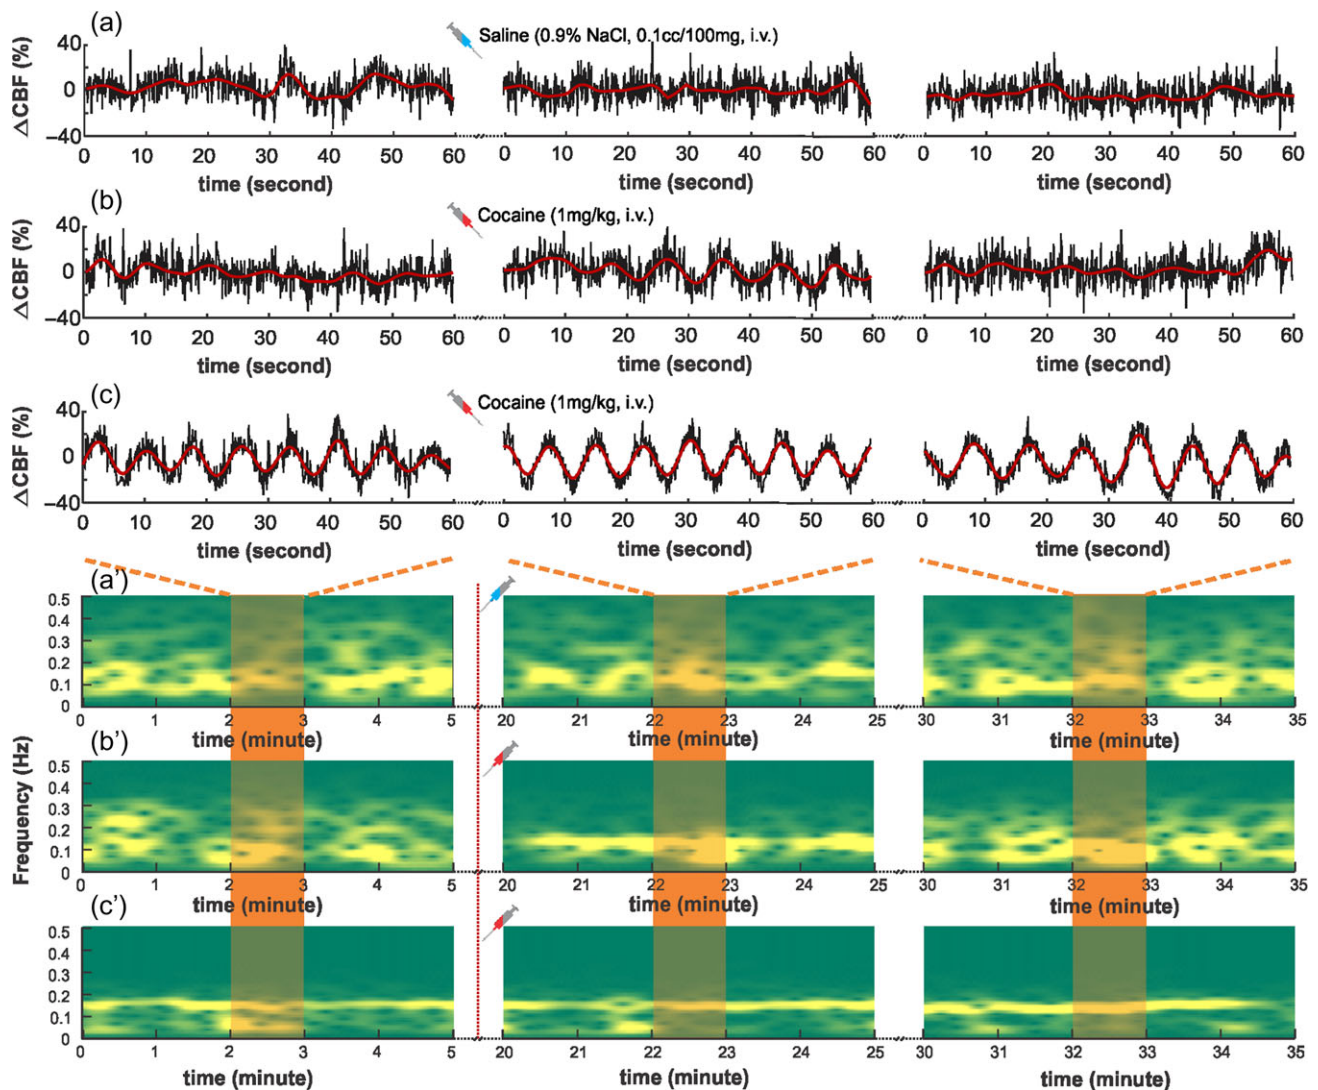 (a)
Saline (0.9% NaCl, 0.1cc/100mg, i.v.)
ΔCBF (%)
40
0
−40
0 10 20 30 40 50 60 0 10 20 30 40 50 60 0 10 20 30 40 50 60
time (second) time (second) time (second)
(b)
Cocaine (1mg/kg, i.v.)
ΔCBF (%)
40
0
−40
0 10 20 30 40 50 60 0 10 20 30 40 50 60 0 10 20 30 40 50 60
time (second) time (second) time (second)
(c)
Cocaine (1mg/kg, i.v.)
ΔCBF (%)
40
0
−40
0 10 20 30 40 50 60 0 10 20 30 40 50 60 0 10 20 30 40 50 60
time (second) time (second) time (second)
Frequency (Hz)
(a')
0.5
0.4
0.3
0.2
0.1
0
0 1 2 3 4 5 20 21 22 23 24 25 30 31 32 33 34 35
time (minute) time (minute) time (minute)
(b')
0.5
0.4
0.3
0.2
0.1
0
0 1 2 3 4 5 20 21 22 23 24 25 30 31 32 33 34 35
time (minute) time (minute) time (minute)
(c')
0.5
0.4
0.3
0.2
0.1
0
0 1 2 3 4 5 20 21 22 23 24 25 30 31 32 33 34 35
time (minute) time (minute) time (minute)